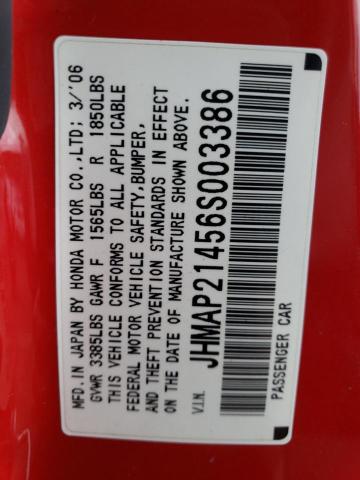 MFD. IN JAPAN BY HONDA MOTOR CO.,LTD; 3/'06
GVWR 3385LBS GAWR F 1565LBS R 1850LBS
THIS VEHICLE CONFORMS TO ALL APPLICABLE
FEDERAL MOTOR VEHICLE SAFETY,BUMPER,
AND THEFT PREVENTION STANDARDS IN EFFECT
ON THE DATE OF MANUFACTURE SHOWN ABOVE.
V.I.N. JHMAP21456S003386
PASSENGER CAR